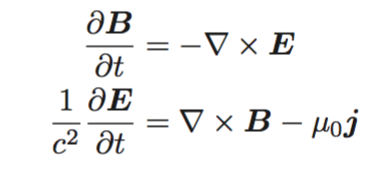 ∂𝑩/∂t = −∇ × 𝑬
1/c² ∂𝑬/∂t = ∇ × 𝑩 − μ₀𝒋